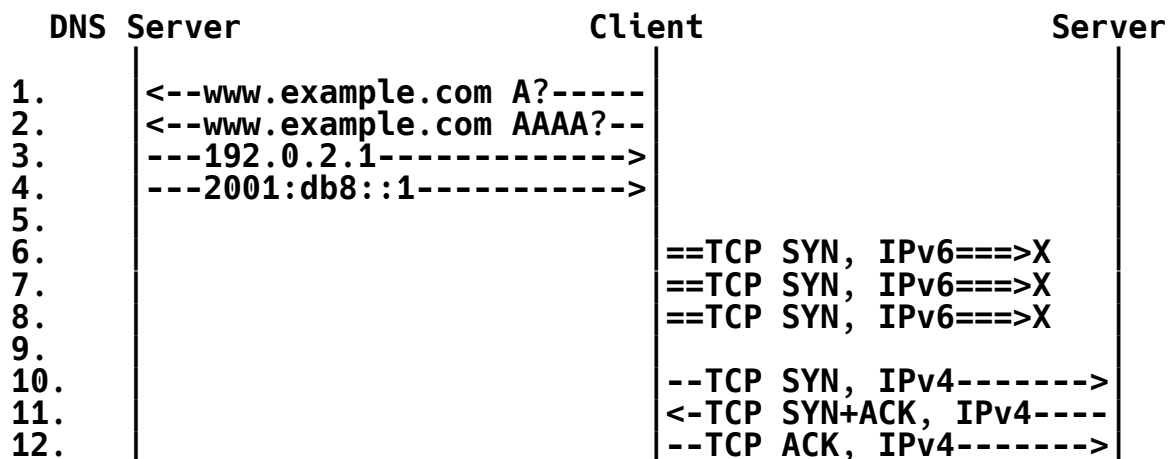 DNS Server                  Client                  Server
1.      |<--www.example.com A?-----|                       |
2.      |<--www.example.com AAAA?--|                       |
3.      |---192.0.2.1------------->|                       |
4.      |---2001:db8::1----------->|                       |
5.      |                          |                       |
6.      |                          |==TCP SYN, IPv6===>X   |
7.      |                          |==TCP SYN, IPv6===>X   |
8.      |                          |==TCP SYN, IPv6===>X   |
9.      |                          |                       |
10.     |                          |--TCP SYN, IPv4------->|
11.     |                          |<-TCP SYN+ACK, IPv4----|
12.     |                          |--TCP ACK, IPv4------->|